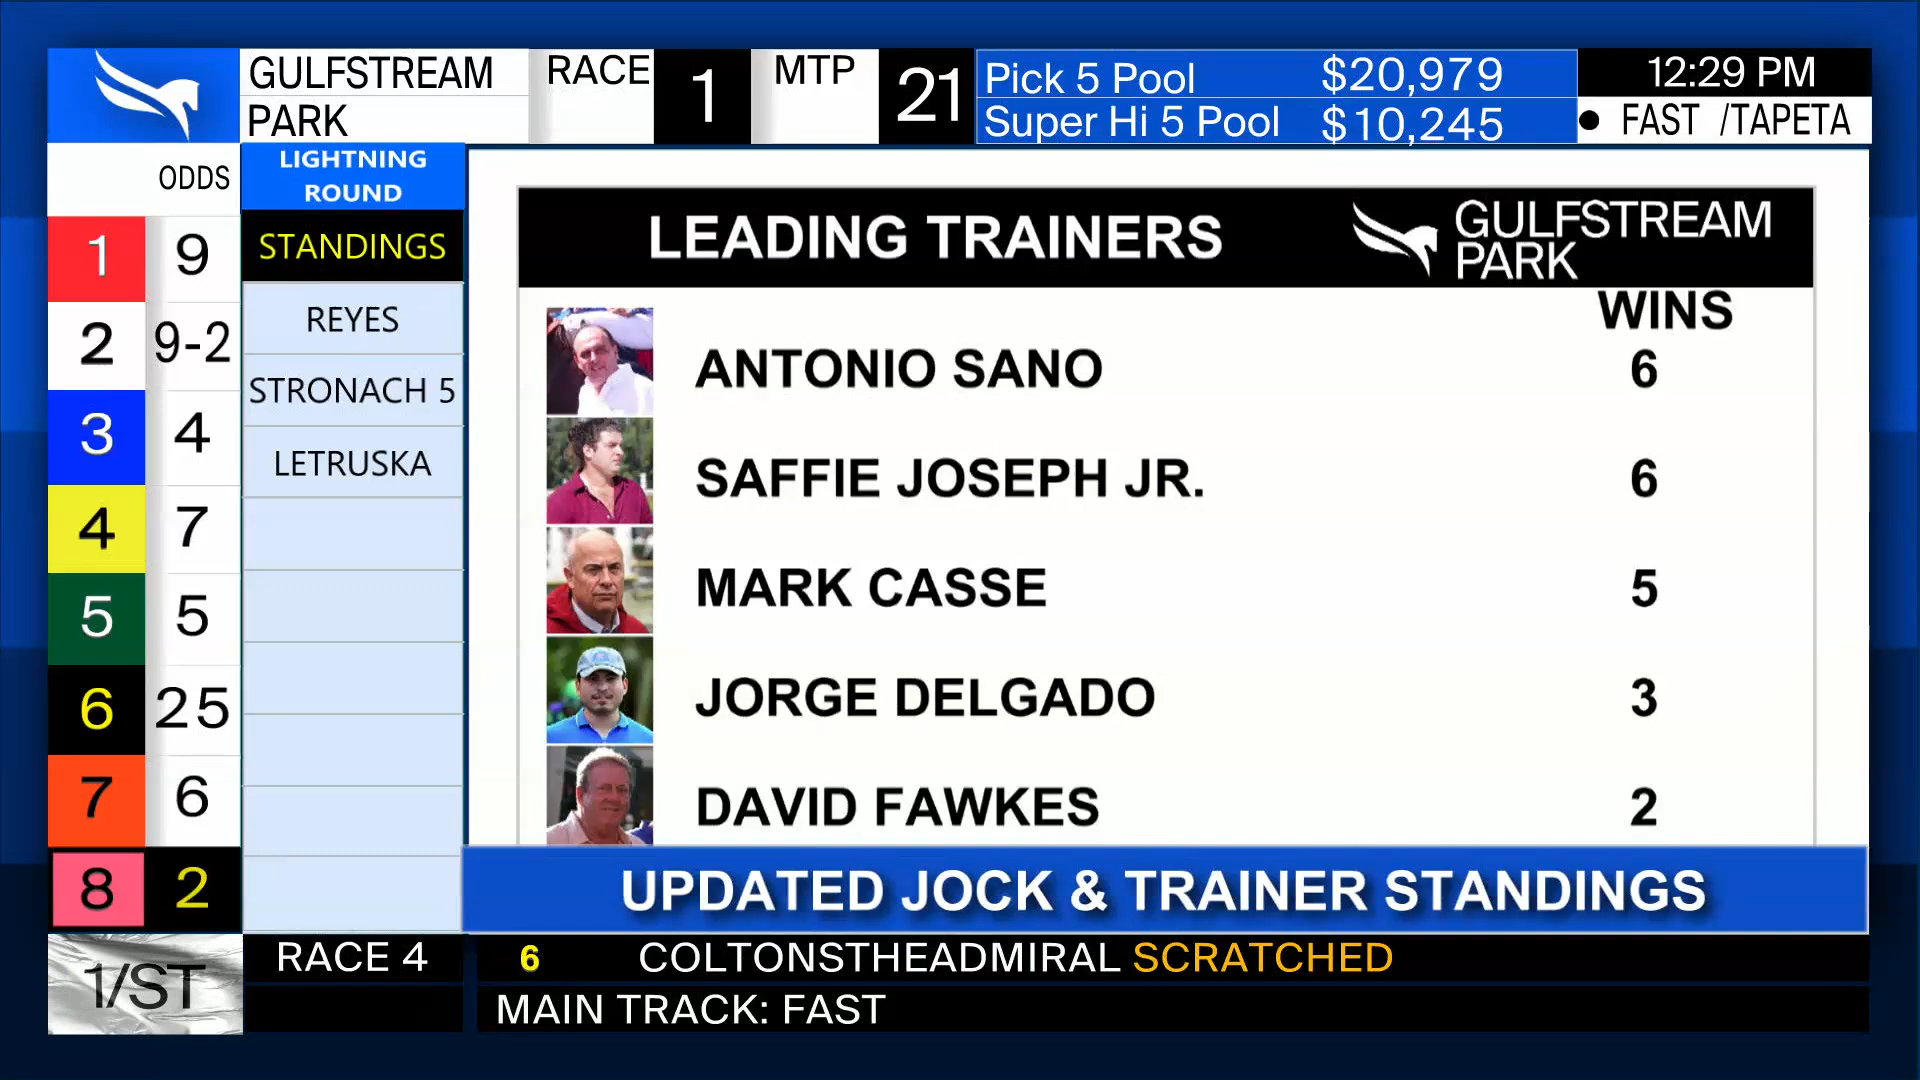 GULFSTREAM
PARK
RACE
1
MTP
21
Pick 5 Pool $20,979
Super Hi 5 Pool $10,245
12:29 PM
FAST /TAPETA
ODDS
1 9
2 9-2
3 4
4 7
5 5
6 25
7 6
8 2
LIGHTNING
ROUND
STANDINGS
REYES
STRONACH 5
LETRUSKA
LEADING TRAINERS
GULFSTREAM
PARK
WINS
ANTONIO SANO 6
SAFFIE JOSEPH JR. 6
MARK CASSE 5
JORGE DELGADO 3
DAVID FAWKES 2
UPDATED JOCK & TRAINER STANDINGS
1/ST
RACE 4
6 COLTONSTHEADMIRAL SCRATCHED
MAIN TRACK: FAST